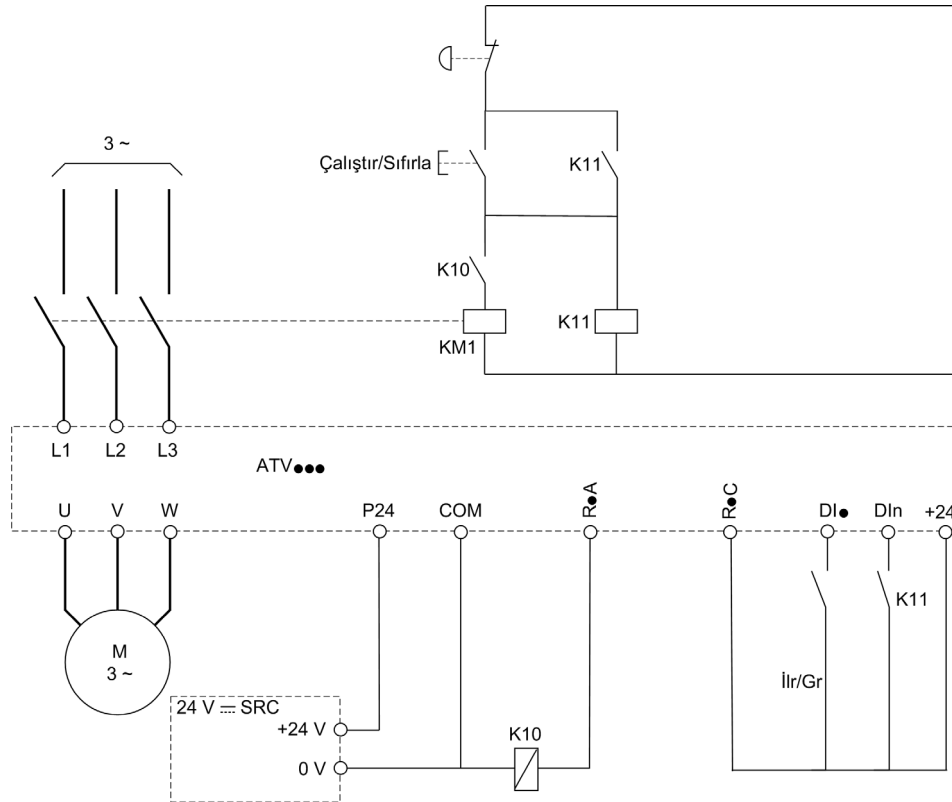 3 ~
Çalıştır/Sıfırla
K11
K10
KM1
K11
L1 L2 L3
ATV●●●
U V W P24 COM R●A R●C DI● DIn +24
K11
M
3 ~
İlr/Gr
24 V ⎓ SRC
+24 V
K10
0 V